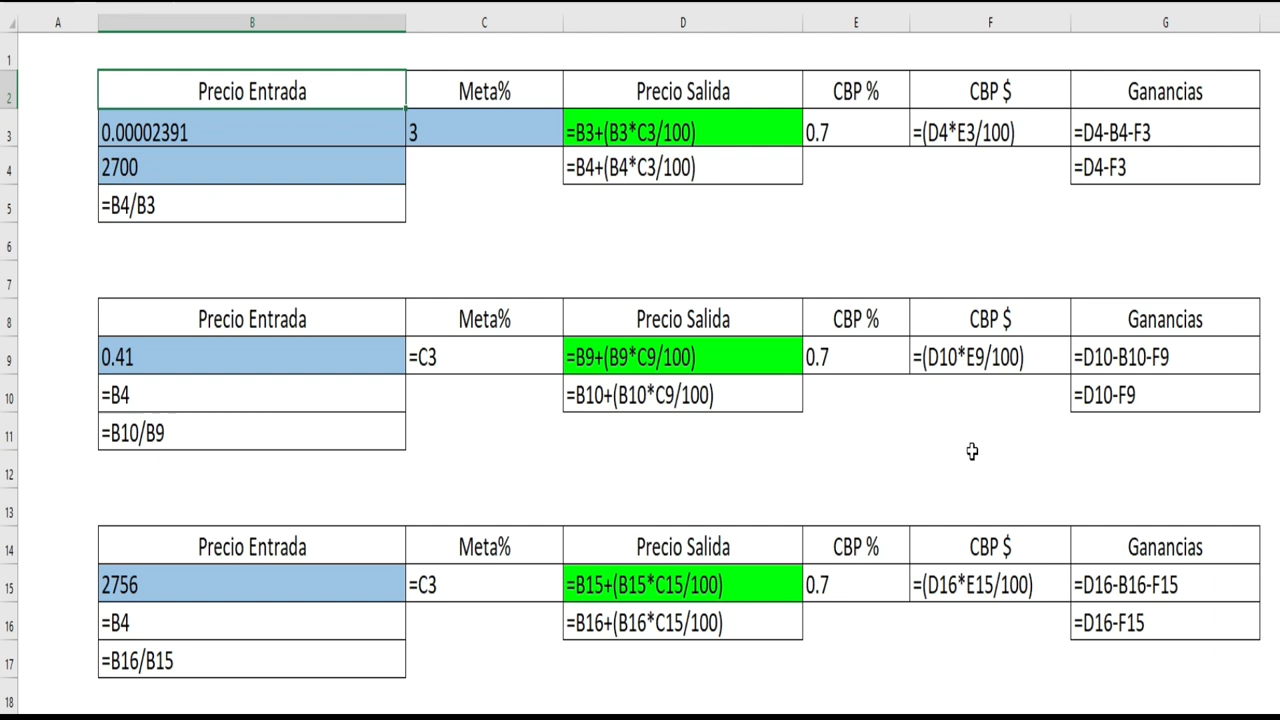 A B C D E F G
1
2 Precio Entrada Meta% Precio Salida CBP % CBP $ Ganancias
3 0.00002391 3 =B3+(B3*C3/100) 0.7 =(D4*E3/100) =D4-B4-F3
4 2700 =B4+(B4*C3/100) =D4-F3
5 =B4/B3
6
7
8 Precio Entrada Meta% Precio Salida CBP % CBP $ Ganancias
9 0.41 =C3 =B9+(B9*C9/100) 0.7 =(D10*E9/100) =D10-B10-F9
10 =B4 =B10+(B10*C9/100) =D10-F9
11 =B10/B9
12
13
14 Precio Entrada Meta% Precio Salida CBP % CBP $ Ganancias
15 2756 =C3 =B15+(B15*C15/100) 0.7 =(D16*E15/100) =D16-B16-F15
16 =B4 =B16+(B16*C15/100) =D16-F15
17 =B16/B15
18